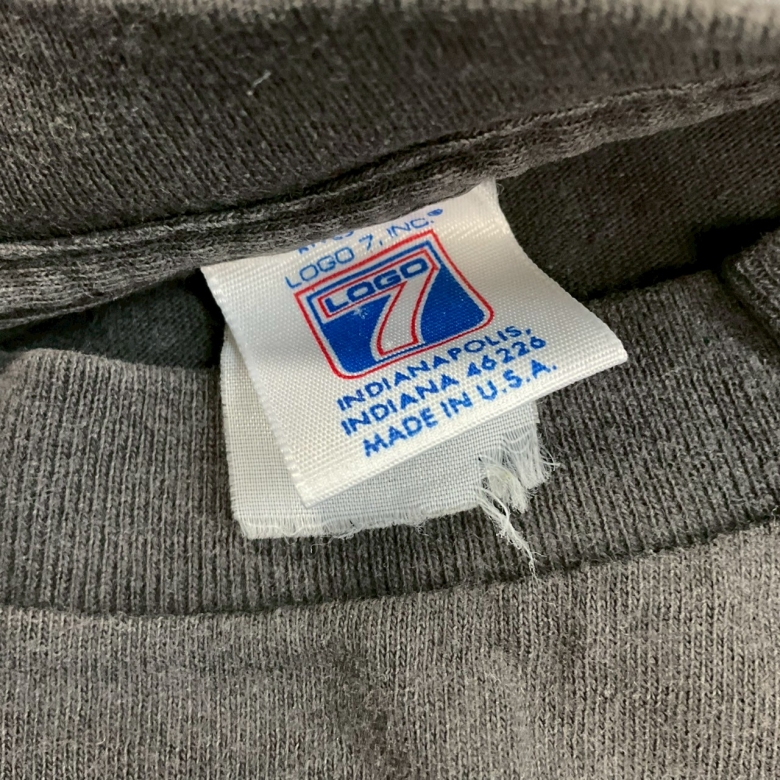 LOGO 7, INC.®
LOGO
7
INDIANAPOLIS,
INDIANA 46226
MADE IN U.S.A.